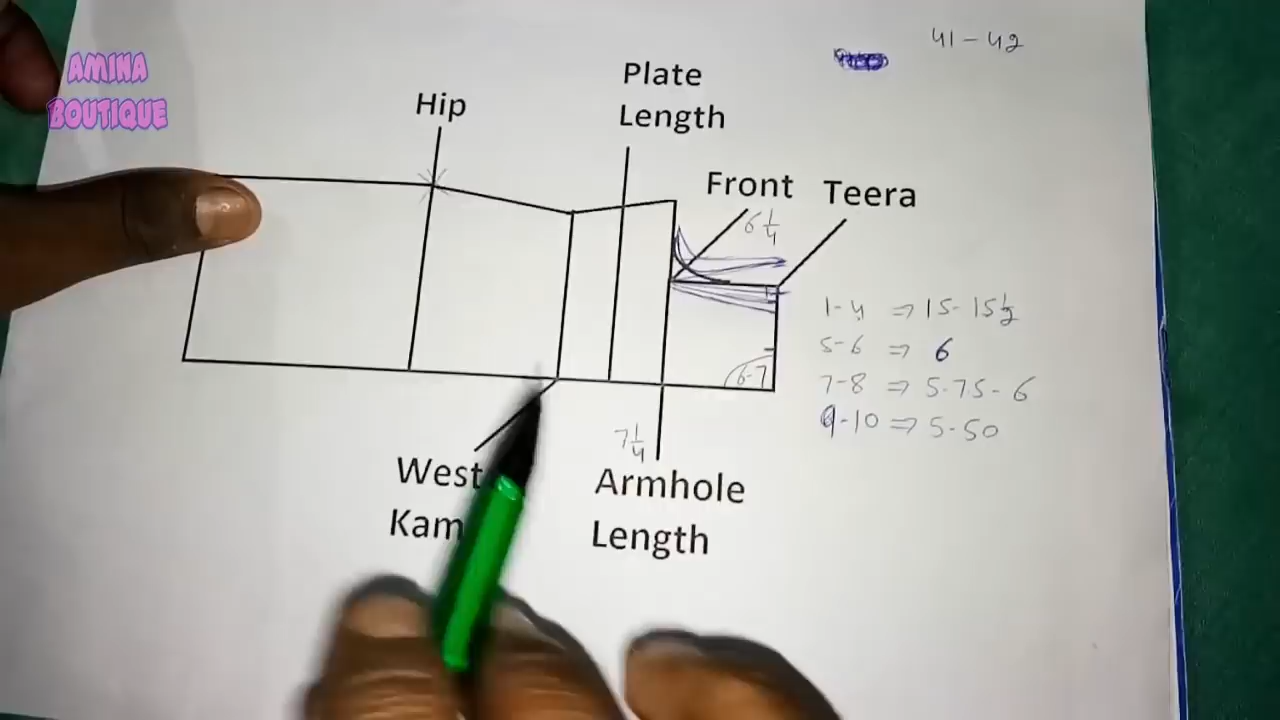 AMINA
BOUTIQUE
41-42
Plate
Length
Hip
Front
Teera
6 1/4
1-4 => 15-15 1/2
5-6 => 6
7-8 => 5.75-6
9-10 => 5.50
6-7
7 1/4
West
Kam
Armhole
Length